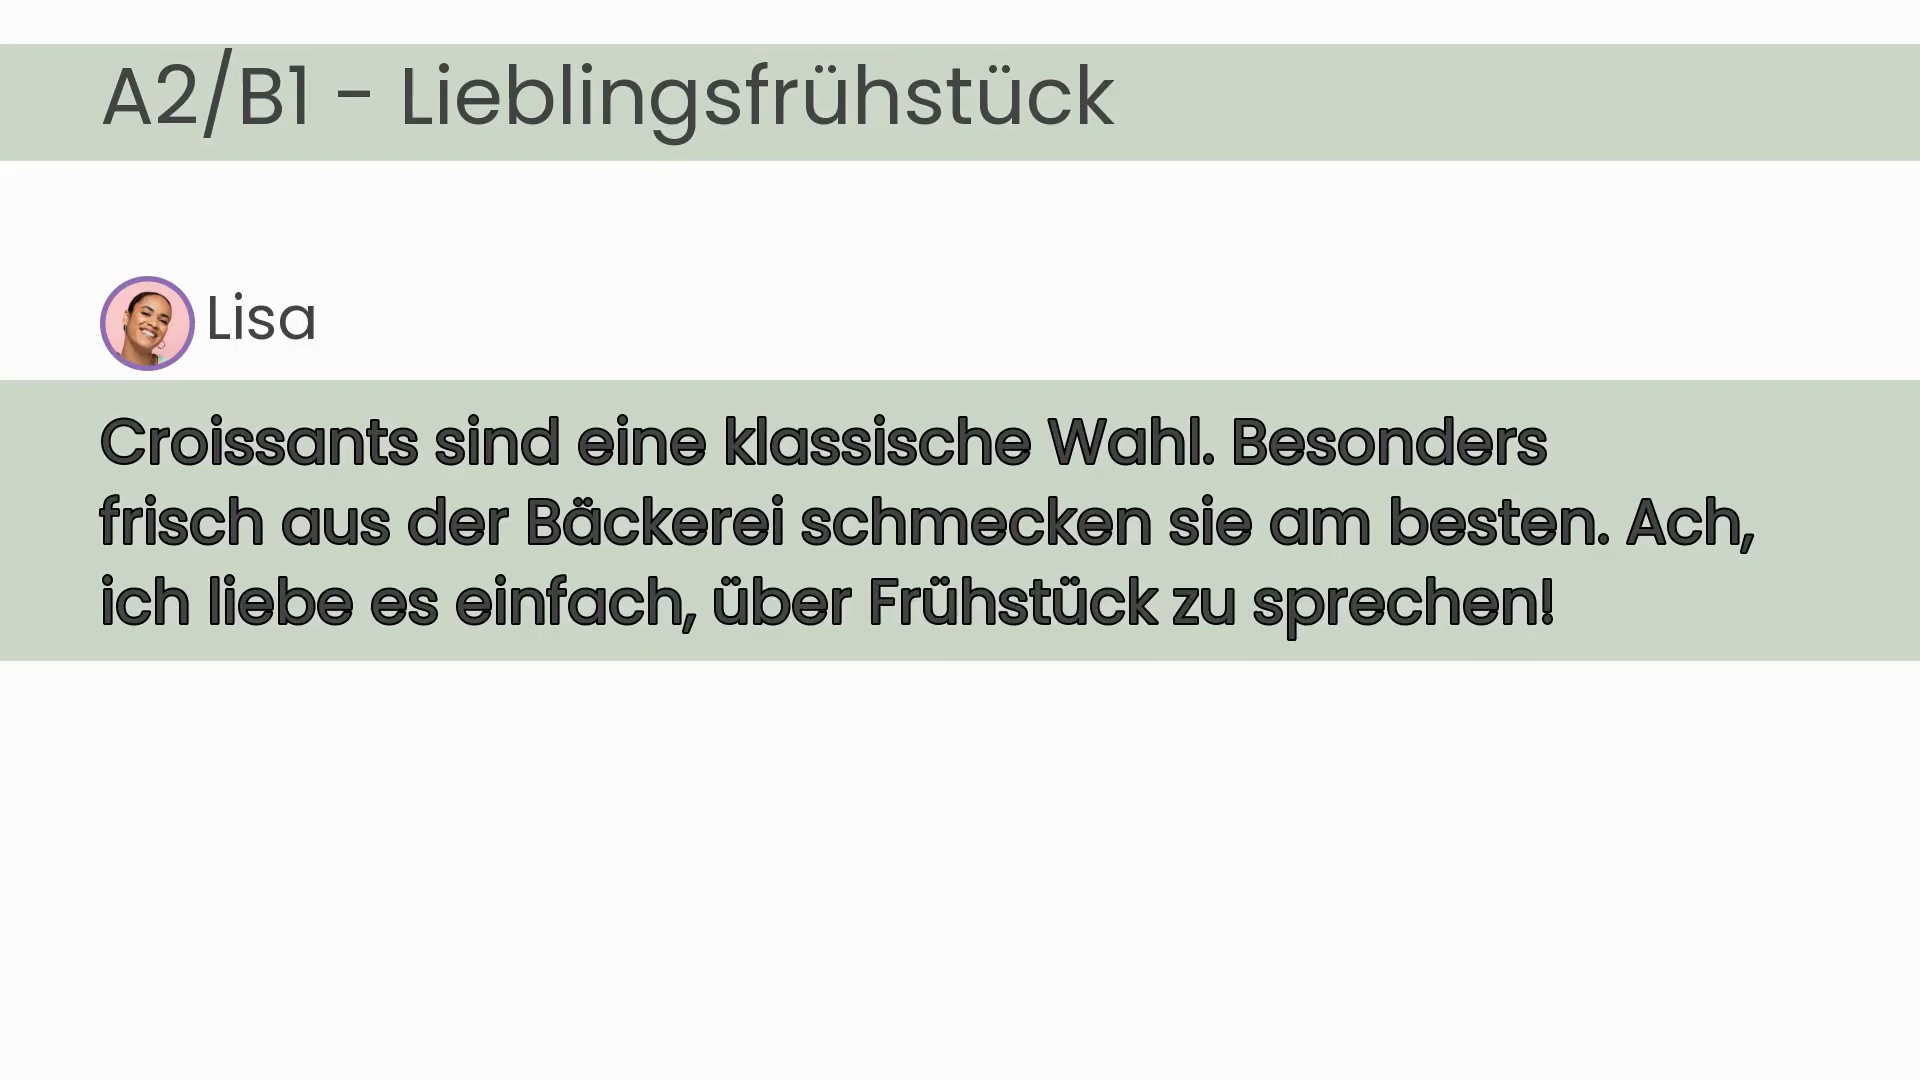 A2/B1 - Lieblingsfrühstück
Lisa
Croissants sind eine klassische Wahl. Besonders
frisch aus der Bäckerei schmecken sie am besten. Ach,
ich liebe es einfach, über Frühstück zu sprechen!